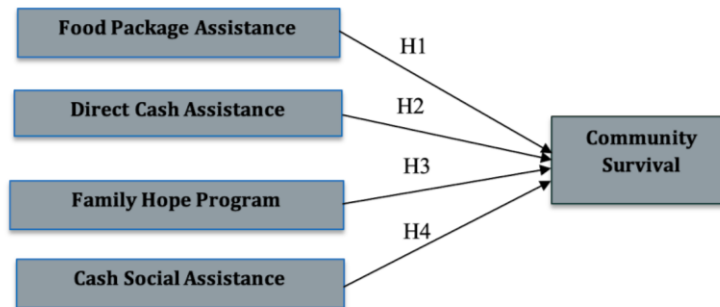 Food Package Assistance
H1
Direct Cash Assistance
H2
Community
Survival
Family Hope Program
H3
H4
Cash Social Assistance